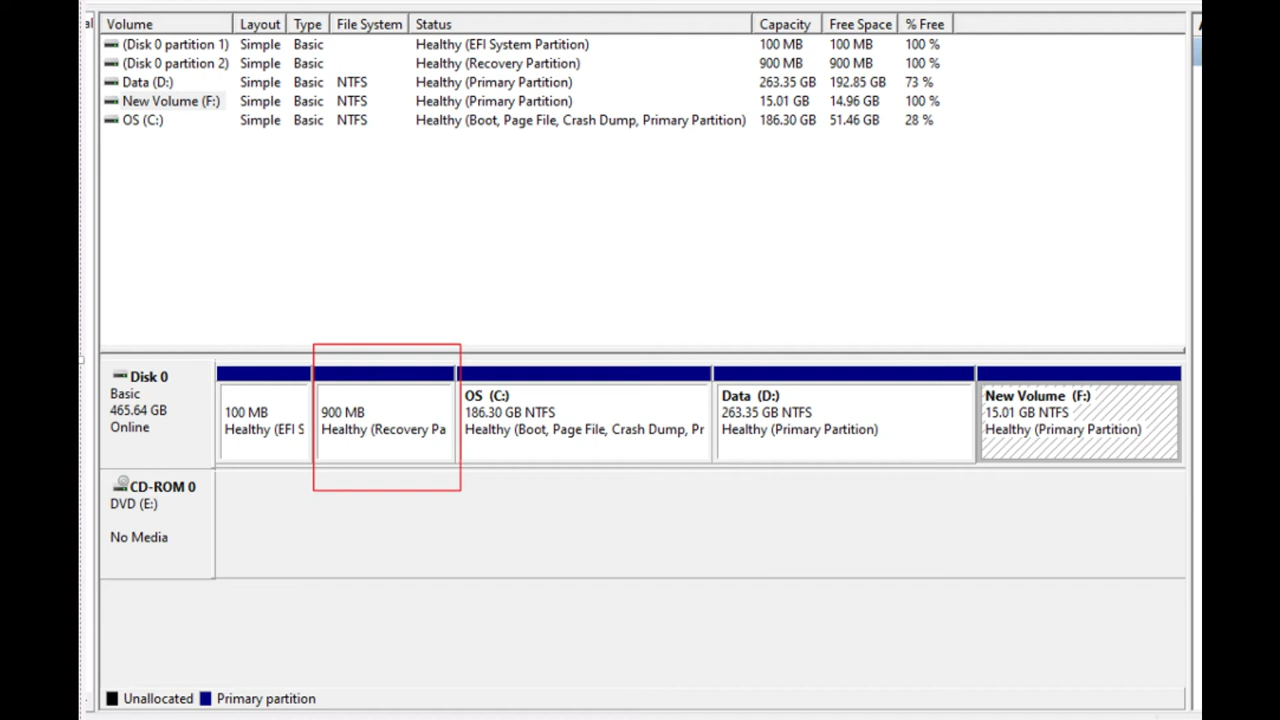 Volume Layout Type File System Status Capacity Free Space % Free
(Disk 0 partition 1) Simple Basic Healthy (EFI System Partition) 100 MB 100 MB 100 %
(Disk 0 partition 2) Simple Basic Healthy (Recovery Partition) 900 MB 900 MB 100 %
Data (D:) Simple Basic NTFS Healthy (Primary Partition) 263.35 GB 192.85 GB 73 %
New Volume (F:) Simple Basic NTFS Healthy (Primary Partition) 15.01 GB 14.96 GB 100 %
OS (C:) Simple Basic NTFS Healthy (Boot, Page File, Crash Dump, Primary Partition) 186.30 GB 51.46 GB 28 %
Disk 0
Basic
465.64 GB
Online
100 MB
Healthy (EFI S
900 MB
Healthy (Recovery Pa
OS (C:)
186.30 GB NTFS
Healthy (Boot, Page File, Crash Dump, Pr
Data (D:)
263.35 GB NTFS
Healthy (Primary Partition)
New Volume (F:)
15.01 GB NTFS
Healthy (Primary Partition)
CD-ROM 0
DVD (E:)
No Media
Unallocated Primary partition